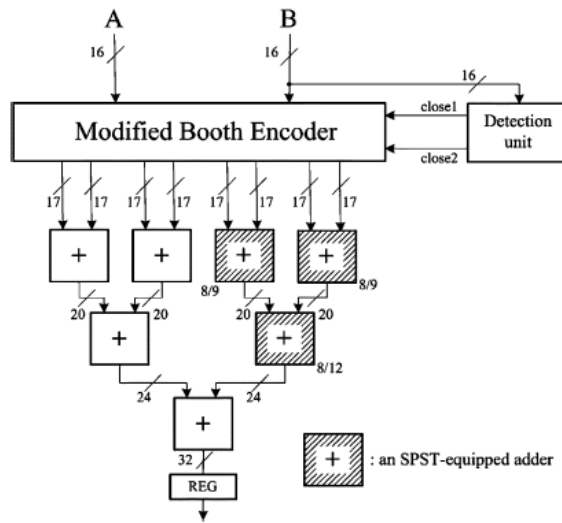 A B
16 16 16
close1
Modified Booth Encoder
Detection
unit
close2
17 17 17 17 17 17 17 17
+ + + +
8/9 8/9
20 20 20 20
+ +
8/12
24 24
+
32
REG
+ : an SPST-equipped adder